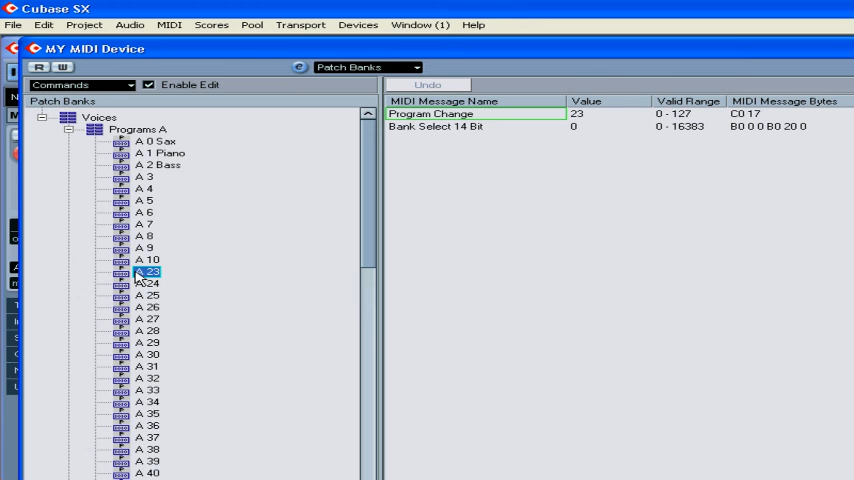 Cubase SX
File Edit Project Audio MIDI Scores Pool Transport Devices Window (1) Help
MY MIDI Device
R W e Patch Banks
Commands Enable Edit Undo
Patch Banks MIDI Message Name Value Valid Range MIDI Message Bytes
Voices Program Change 23 0 - 127 C0 17
Programs A Bank Select 14 Bit 0 0 - 16383 B0 0 0 B0 20 0
A 0 Sax
A 1 Piano
A 2 Bass
A 3
A 4
A 5
A 6
A 7
A 8
A 9
A 10
A 23
A 24
A 25
A 26
A 27
A 28
A 29
A 30
A 31
A 32
A 33
A 34
A 35
A 36
A 37
A 38
A 39
A 40